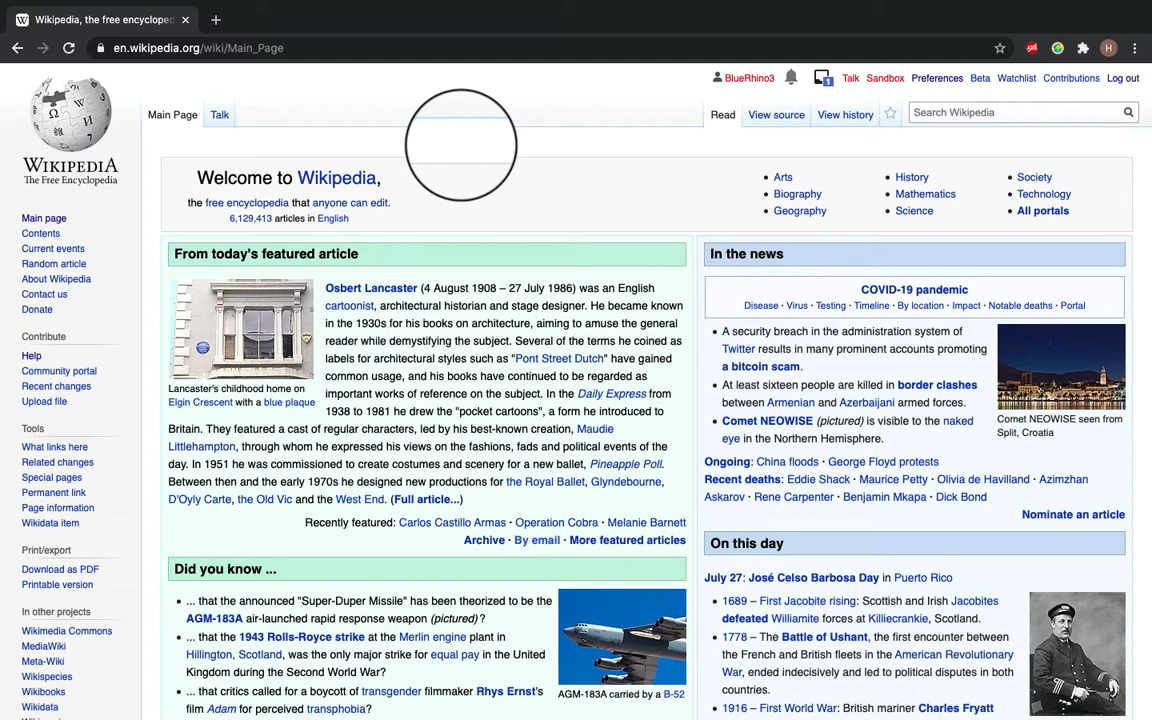 Wikipedia, the free encycloped
en.wikipedia.org/wiki/Main_Page
ABP
H
BlueRhino3
1
Talk
Sandbox
Preferences
Beta
Watchlist
Contributions
Log out
WIKIPEDIA
The Free Encyclopedia
Main Page
Talk
Read
View source
View history
Search Wikipedia
Main page
Contents
Current events
Random article
About Wikipedia
Contact us
Donate
Contribute
Help
Community portal
Recent changes
Upload file
Tools
What links here
Related changes
Special pages
Permanent link
Page information
Wikidata item
Print/export
Download as PDF
Printable version
In other projects
Wikimedia Commons
MediaWiki
Meta-Wiki
Wikispecies
Wikibooks
Wikidata
Welcome to Wikipedia,
the free encyclopedia that anyone can edit.
6,129,413 articles in English
Arts
Biography
Geography
History
Mathematics
Science
Society
Technology
All portals
From today's featured article
Lancaster's childhood home on
Elgin Crescent with a blue plaque
Osbert Lancaster (4 August 1908 – 27 July 1986) was an English
cartoonist, architectural historian and stage designer. He became known
in the 1930s for his books on architecture, aiming to amuse the general
reader while demystifying the subject. Several of the terms he coined as
labels for architectural styles such as "Pont Street Dutch" have gained
common usage, and his books have continued to be regarded as
important works of reference on the subject. In the Daily Express from
1938 to 1981 he drew the "pocket cartoons", a form he introduced to
Britain. They featured a cast of regular characters, led by his best-known creation, Maudie
Littlehampton, through whom he expressed his views on the fashions, fads and political events of the
day. In 1951 he was commissioned to create costumes and scenery for a new ballet, Pineapple Poll.
Between then and the early 1970s he designed new productions for the Royal Ballet, Glyndebourne,
D'Oyly Carte, the Old Vic and the West End. (Full article...)
Recently featured: Carlos Castillo Armas · Operation Cobra · Melanie Barnett
Archive · By email · More featured articles
Did you know ...
... that the announced "Super-Duper Missile" has been theorized to be the
AGM-183A air-launched rapid response weapon (pictured) ?
... that the 1943 Rolls-Royce strike at the Merlin engine plant in
Hillington, Scotland, was the only major strike for equal pay in the United
Kingdom during the Second World War?
... that critics called for a boycott of transgender filmmaker Rhys Ernst's
film Adam for perceived transphobia?
AGM-183A carried by a B-52
In the news
COVID-19 pandemic
Disease · Virus · Testing · Timeline · By location · Impact · Notable deaths · Portal
A security breach in the administration system of
Twitter results in many prominent accounts promoting
a bitcoin scam.
At least sixteen people are killed in border clashes
between Armenian and Azerbaijani armed forces.
Comet NEOWISE (pictured) is visible to the naked
eye in the Northern Hemisphere.
Comet NEOWISE seen from
Split, Croatia
Ongoing: China floods · George Floyd protests
Recent deaths: Eddie Shack · Maurice Petty · Olivia de Havilland · Azimzhan
Askarov · Rene Carpenter · Benjamin Mkapa · Dick Bond
Nominate an article
On this day
July 27: José Celso Barbosa Day in Puerto Rico
1689 – First Jacobite rising: Scottish and Irish Jacobites
defeated Williamite forces at Killiecrankie, Scotland.
1778 – The Battle of Ushant, the first encounter between
the French and British fleets in the American Revolutionary
War, ended indecisively and led to political disputes in both
countries.
1916 – First World War: British mariner Charles Fryatt